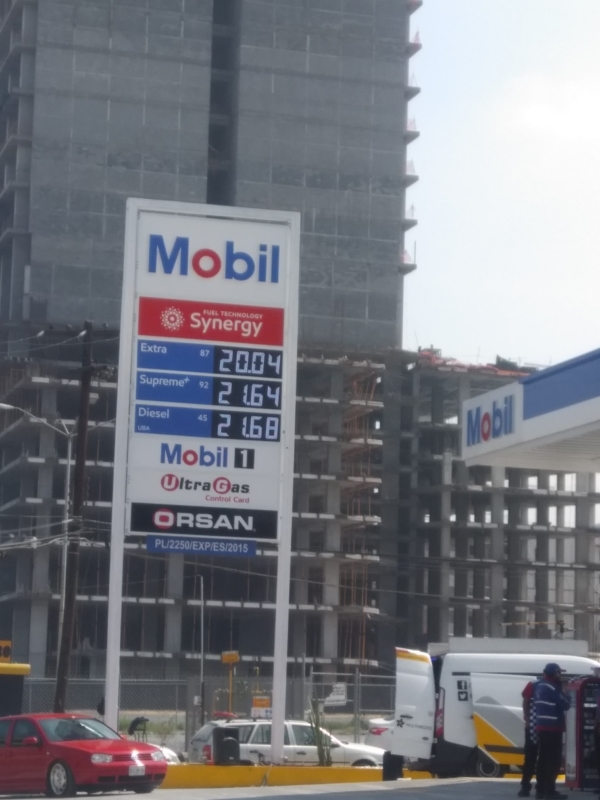 Mobil
FUEL TECHNOLOGY
Synergy
Extra 87 20.04
Supreme+ 92 21.64
Diesel 45 21.68
UBA
Mobil 1
UltraGas
Control Card
ORSAN
PL/2250/EXP/ES/2015
Mobil